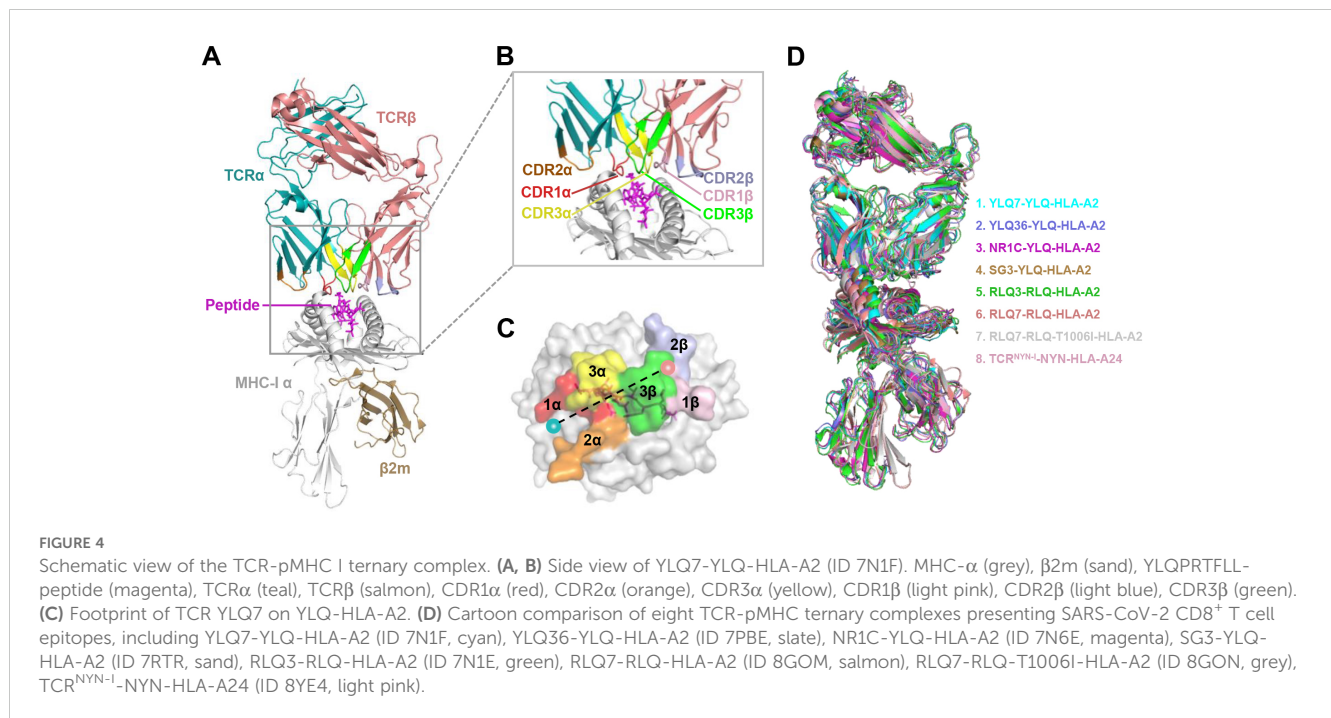 A
TCRβ
TCRα
Peptide
MHC-I α
β2m
B
CDR2α
CDR1α
CDR3α
CDR2β
CDR1β
CDR3β
C
2β
3α
3β
1β
1α
2α
D
1. YLQ7-YLQ-HLA-A2
2. YLQ36-YLQ-HLA-A2
3. NR1C-YLQ-HLA-A2
4. SG3-YLQ-HLA-A2
5. RLQ3-RLQ-HLA-A2
6. RLQ7-RLQ-HLA-A2
7. RLQ7-RLQ-T1006I-HLA-A2
8. TCR^NYN-I-NYN-HLA-A24
FIGURE 4
Schematic view of the TCR-pMHC I ternary complex. (A, B) Side view of YLQ7-YLQ-HLA-A2 (ID 7N1F). MHC-α (grey), β2m (sand), YLQPRTFLL-
peptide (magenta), TCRα (teal), TCRβ (salmon), CDR1α (red), CDR2α (orange), CDR3α (yellow), CDR1β (light pink), CDR2β (light blue), CDR3β (green).
(C) Footprint of TCR YLQ7 on YLQ-HLA-A2. (D) Cartoon comparison of eight TCR-pMHC ternary complexes presenting SARS-CoV-2 CD8⁺ T cell
epitopes, including YLQ7-YLQ-HLA-A2 (ID 7N1F, cyan), YLQ36-YLQ-HLA-A2 (ID 7PBE, slate), NR1C-YLQ-HLA-A2 (ID 7N6E, magenta), SG3-YLQ-
HLA-A2 (ID 7RTR, sand), RLQ3-RLQ-HLA-A2 (ID 7N1E, green), RLQ7-RLQ-HLA-A2 (ID 8GOM, salmon), RLQ7-RLQ-T1006I-HLA-A2 (ID 8GON, grey),
TCR^NYN-I-NYN-HLA-A24 (ID 8YE4, light pink).